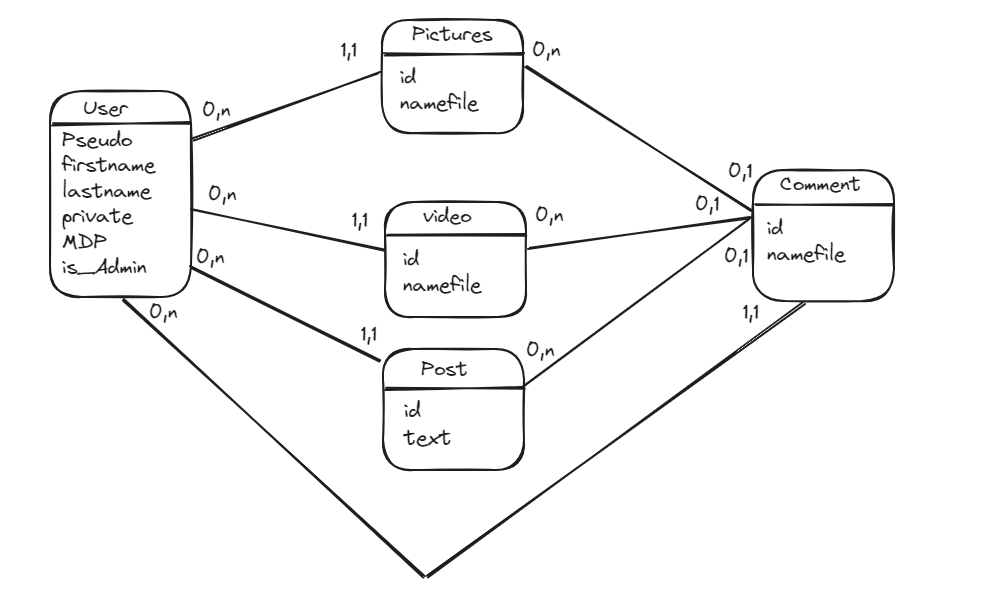 Pictures
1,1
0,n
id
namefile
User
0,n
Pseudo
firstname
lastname
private
MDP
is_Admin
0,1
Comment
0,n
1,1
video
0,n
0,1
id
namefile
id
namefile
0,n
0,1
0,n
1,1
1,1
Post
0,n
id
text